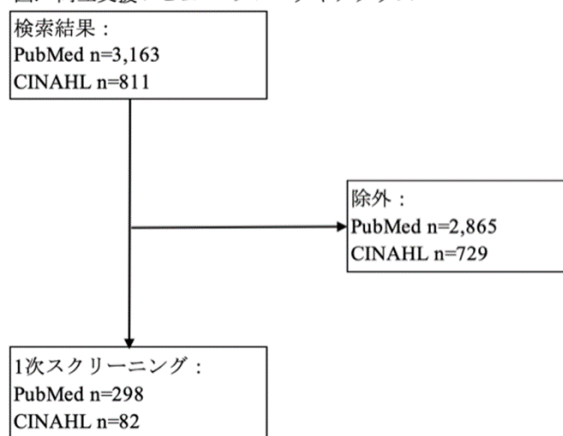 検索結果：
PubMed n=3,163
CINAHL n=811
除外：
PubMed n=2,865
CINAHL n=729
1次スクリーニング：
PubMed n=298
CINAHL n=82